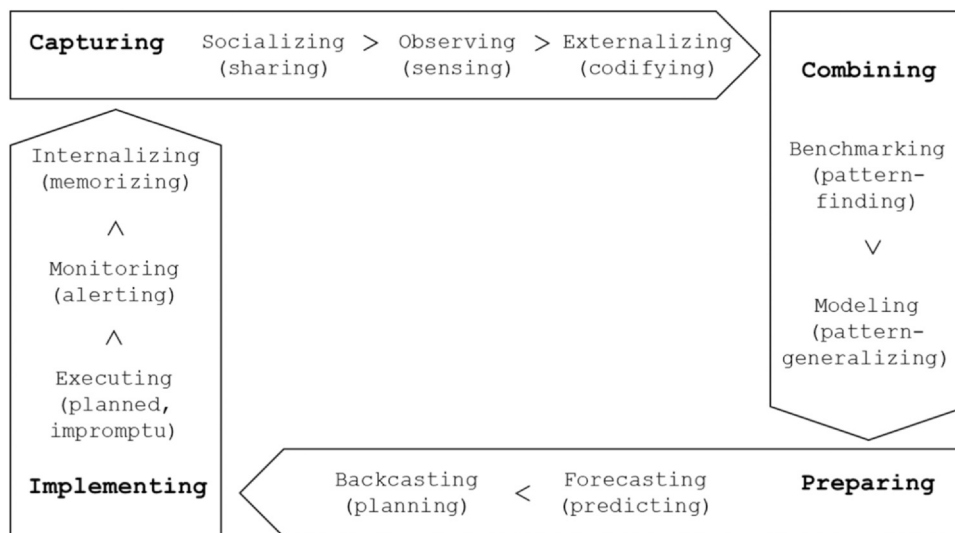 Capturing
Socializing > Observing > Externalizing
(sharing) (sensing) (codifying)
Combining
Benchmarking
(pattern-
finding)
>
Modeling
(pattern-
generalizing)
Preparing
Forecasting
(predicting)
<
Backcasting
(planning)
Implementing
Executing
(planned,
impromptu)
>
Monitoring
(alerting)
>
Internalizing
(memorizing)